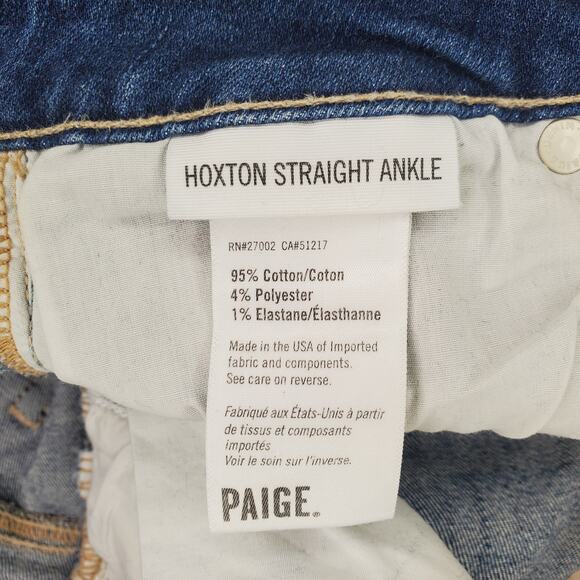 HOXTON STRAIGHT ANKLE
RN#27002 CA#51217
95% Cotton/Coton
4% Polyester
1% Elastane/Élasthanne
Made in the USA of Imported
fabric and components.
See care on reverse.
Fabriqué aux États-Unis à partir
de tissus et composants
importés
Voir le soin sur l'inverse.
PAIGE®